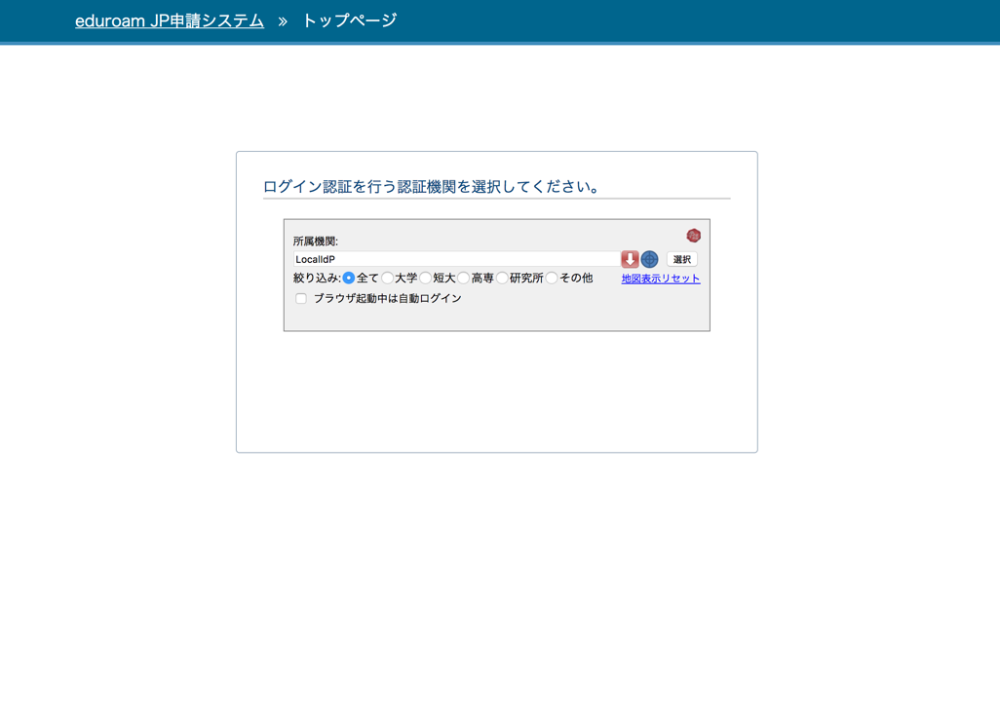 eduroam JP申請システム » トップページ
ログイン認証を行う認証機関を選択してください。
所属機関:
LocalIdP
選択
絞り込み: 全て 大学 短大 高専 研究所 その他
地図表示リセット
ブラウザ起動中は自動ログイン